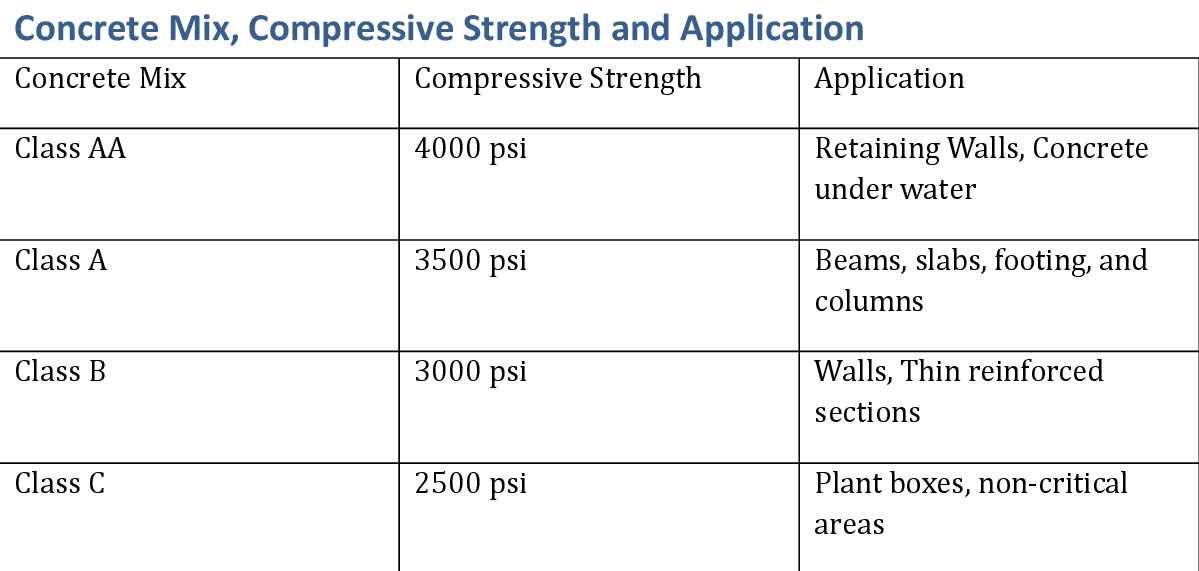 Concrete Mix, Compressive Strength and Application
Concrete Mix Compressive Strength Application
Class AA 4000 psi Retaining Walls, Concrete
under water
Class A 3500 psi Beams, slabs, footing, and
columns
Class B 3000 psi Walls, Thin reinforced
sections
Class C 2500 psi Plant boxes, non-critical
areas